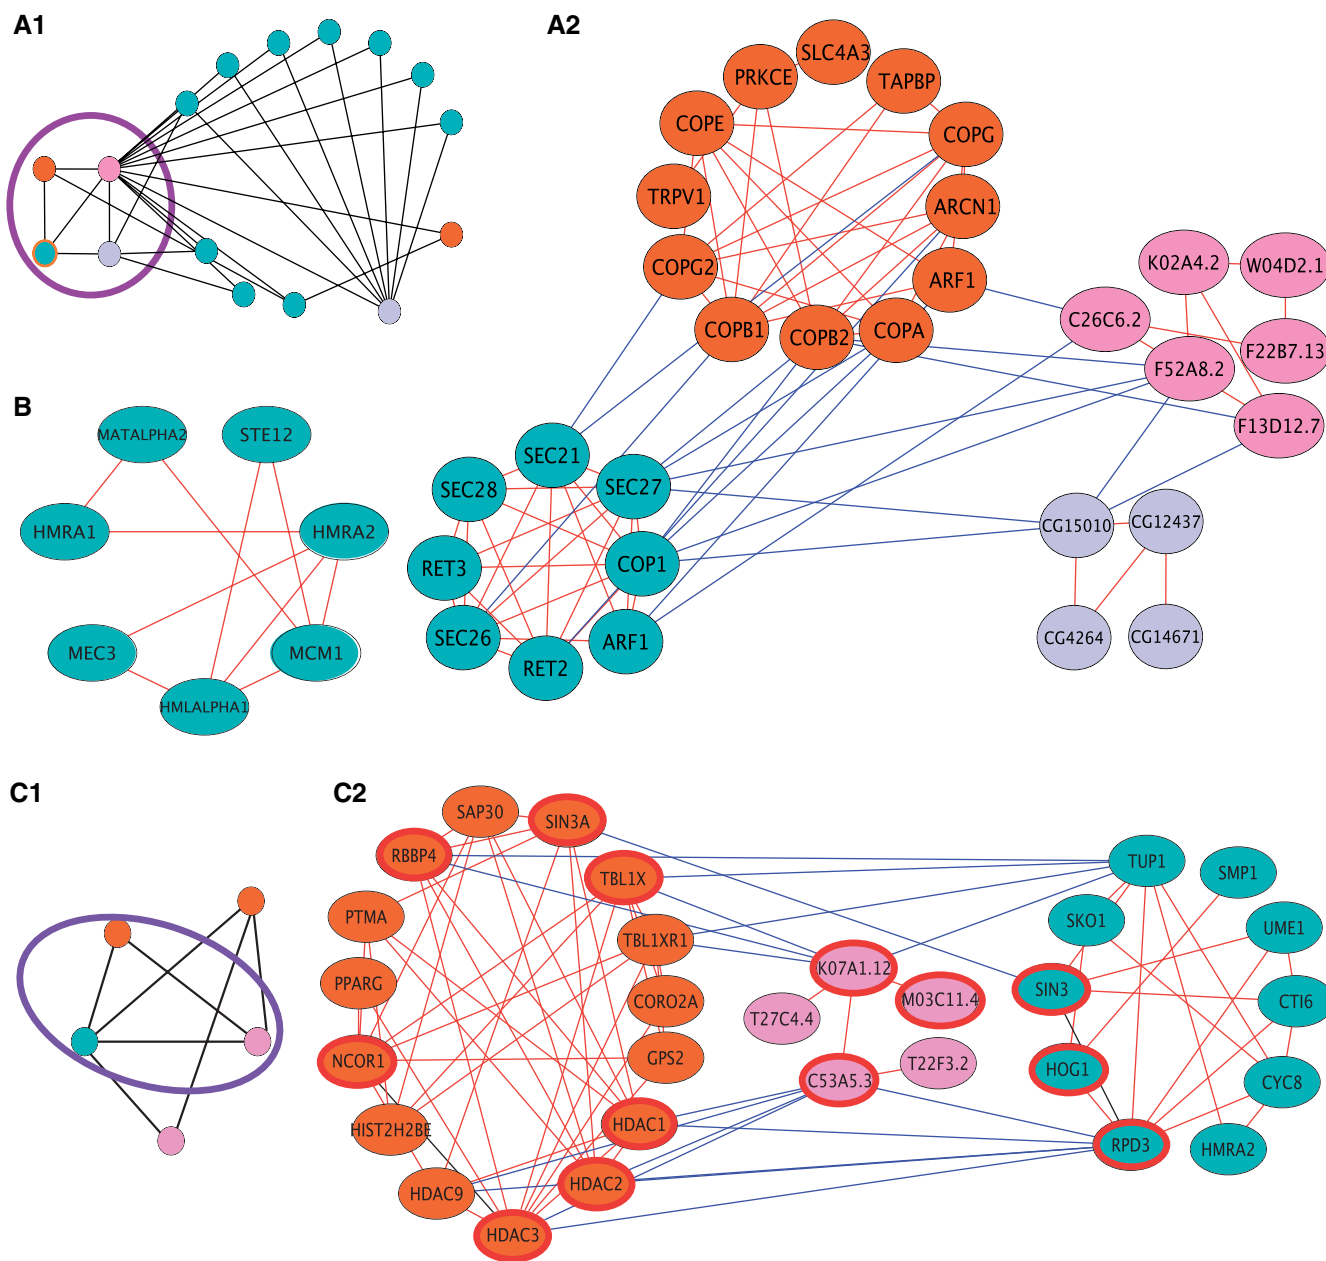 A1
A2
SLC4A3
PRKCE
TAPBP
COPE
COPG
TRPV1
ARCN1
COPG2
ARF1
COPB1
COPB2
COPA
K02A4.2
W04D2.1
C26C6.2
F22B7.13
F52A8.2
F13D12.7
B
MATALPHA2
STE12
HMRA1
HMRA2
MEC3
MCM1
HMLALPHA1
SEC21
SEC28
SEC27
RET3
COP1
SEC26
ARF1
RET2
CG15010
CG12437
CG4264
CG14671
C1
C2
SAP30
SIN3A
RBBP4
TBL1X
PTMA
TBL1XR1
PPARG
CORO2A
NCOR1
GPS2
HIST2H2BE
HDAC1
HDAC9
HDAC2
HDAC3
K07A1.12
M03C11.4
T27C4.4
T22F3.2
C53A5.3
TUP1
SMP1
SKO1
UME1
SIN3
CTI6
HOG1
CYC8
RPD3
HMRA2